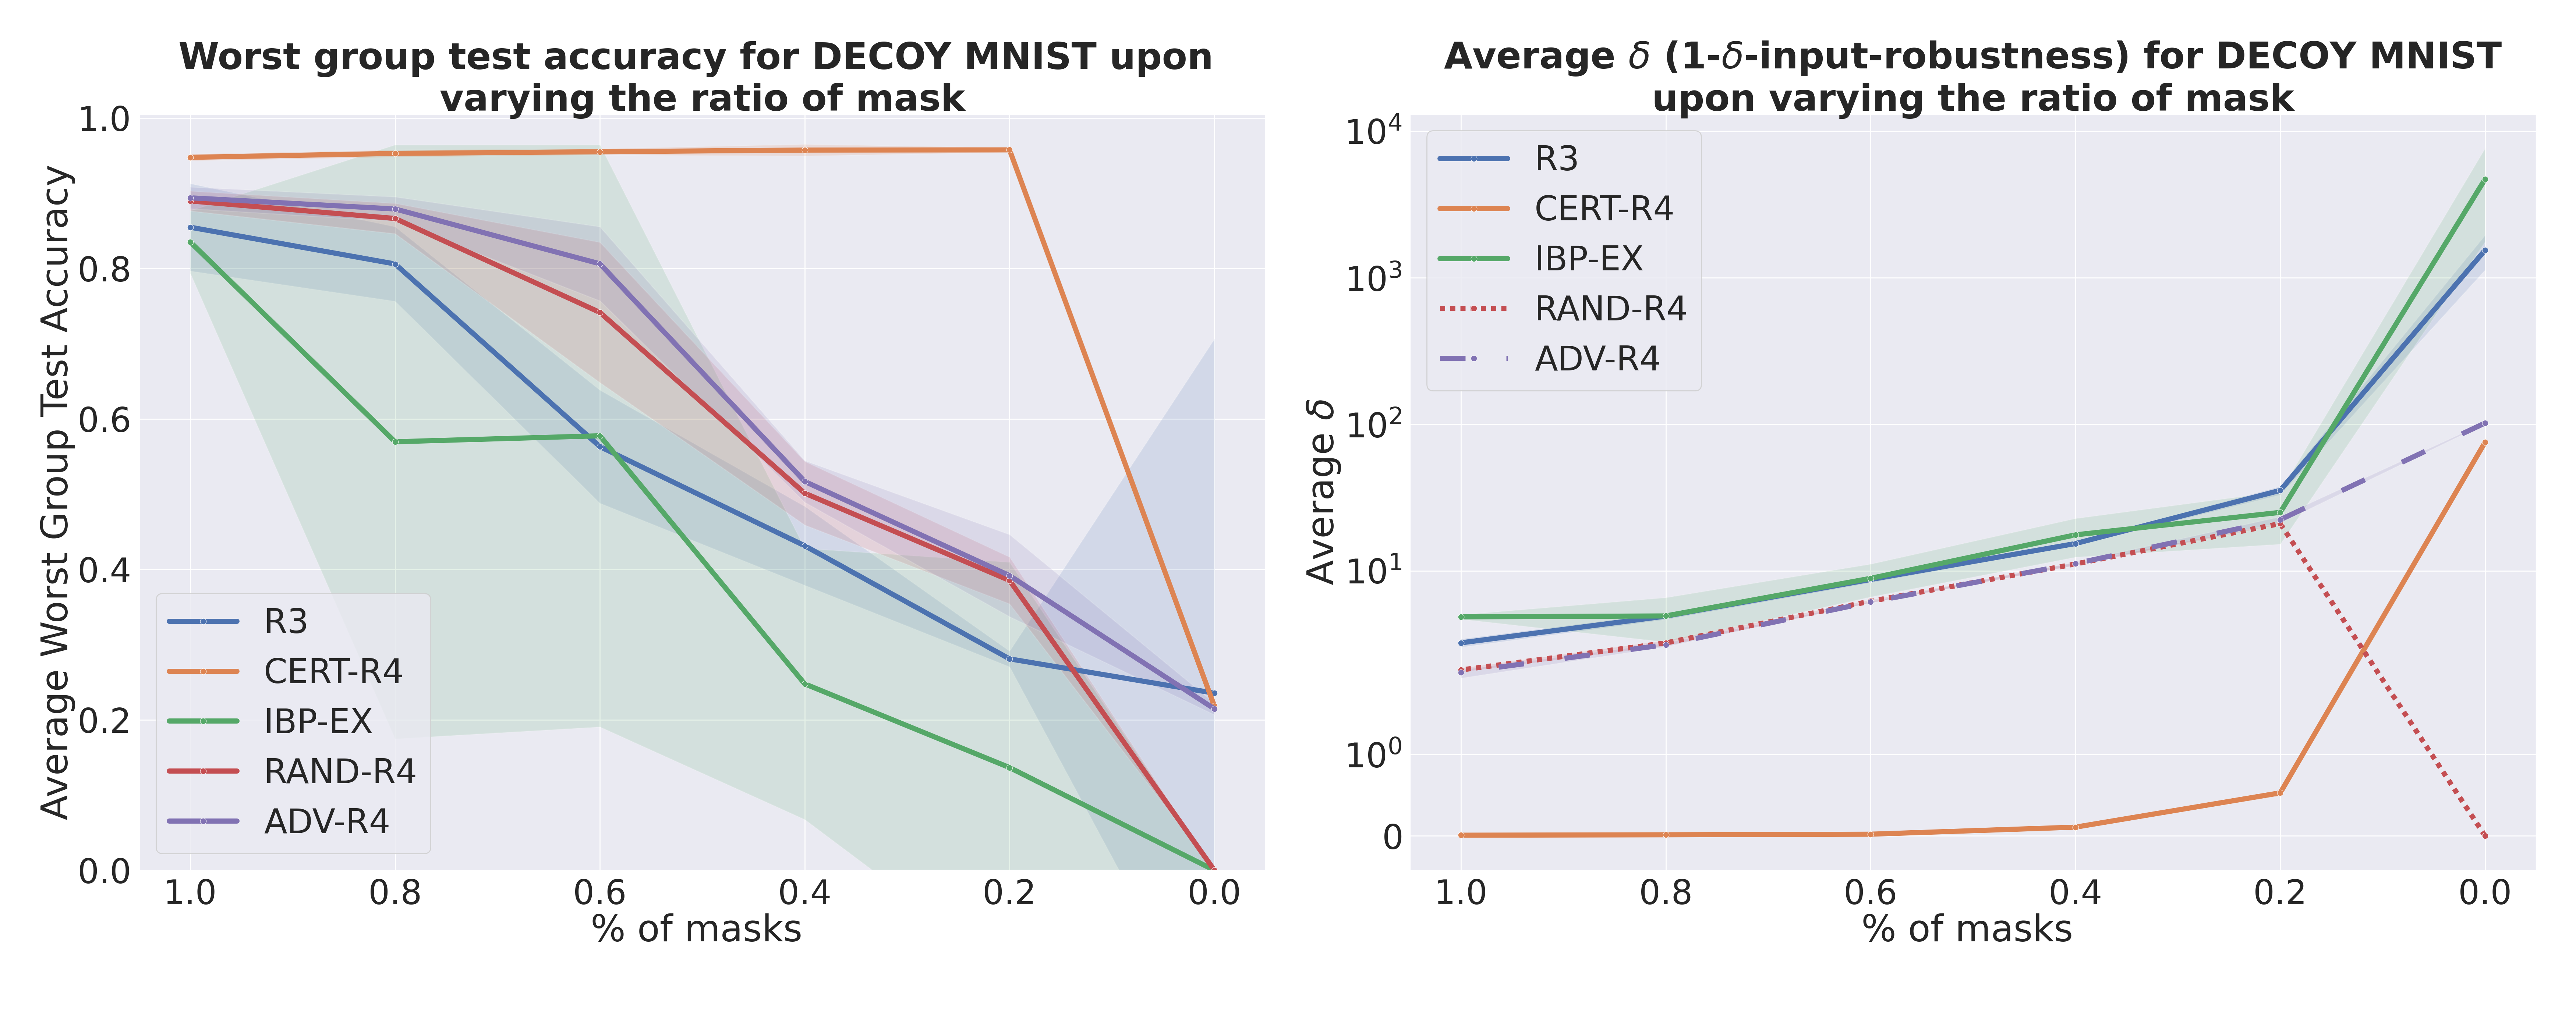 Worst group test accuracy for DECOY MNIST upon
varying the ratio of mask
Average Worst Group Test Accuracy
1.0
0.8
0.6
0.4
0.2
0.0
R3
CERT-R4
IBP-EX
RAND-R4
ADV-R4
1.0 0.8 0.6 0.4 0.2 0.0
% of masks
Average δ (1-δ-input-robustness) for DECOY MNIST
upon varying the ratio of mask
Average δ
10⁴
10³
10²
10¹
10⁰
0
R3
CERT-R4
IBP-EX
RAND-R4
ADV-R4
1.0 0.8 0.6 0.4 0.2 0.0
% of masks